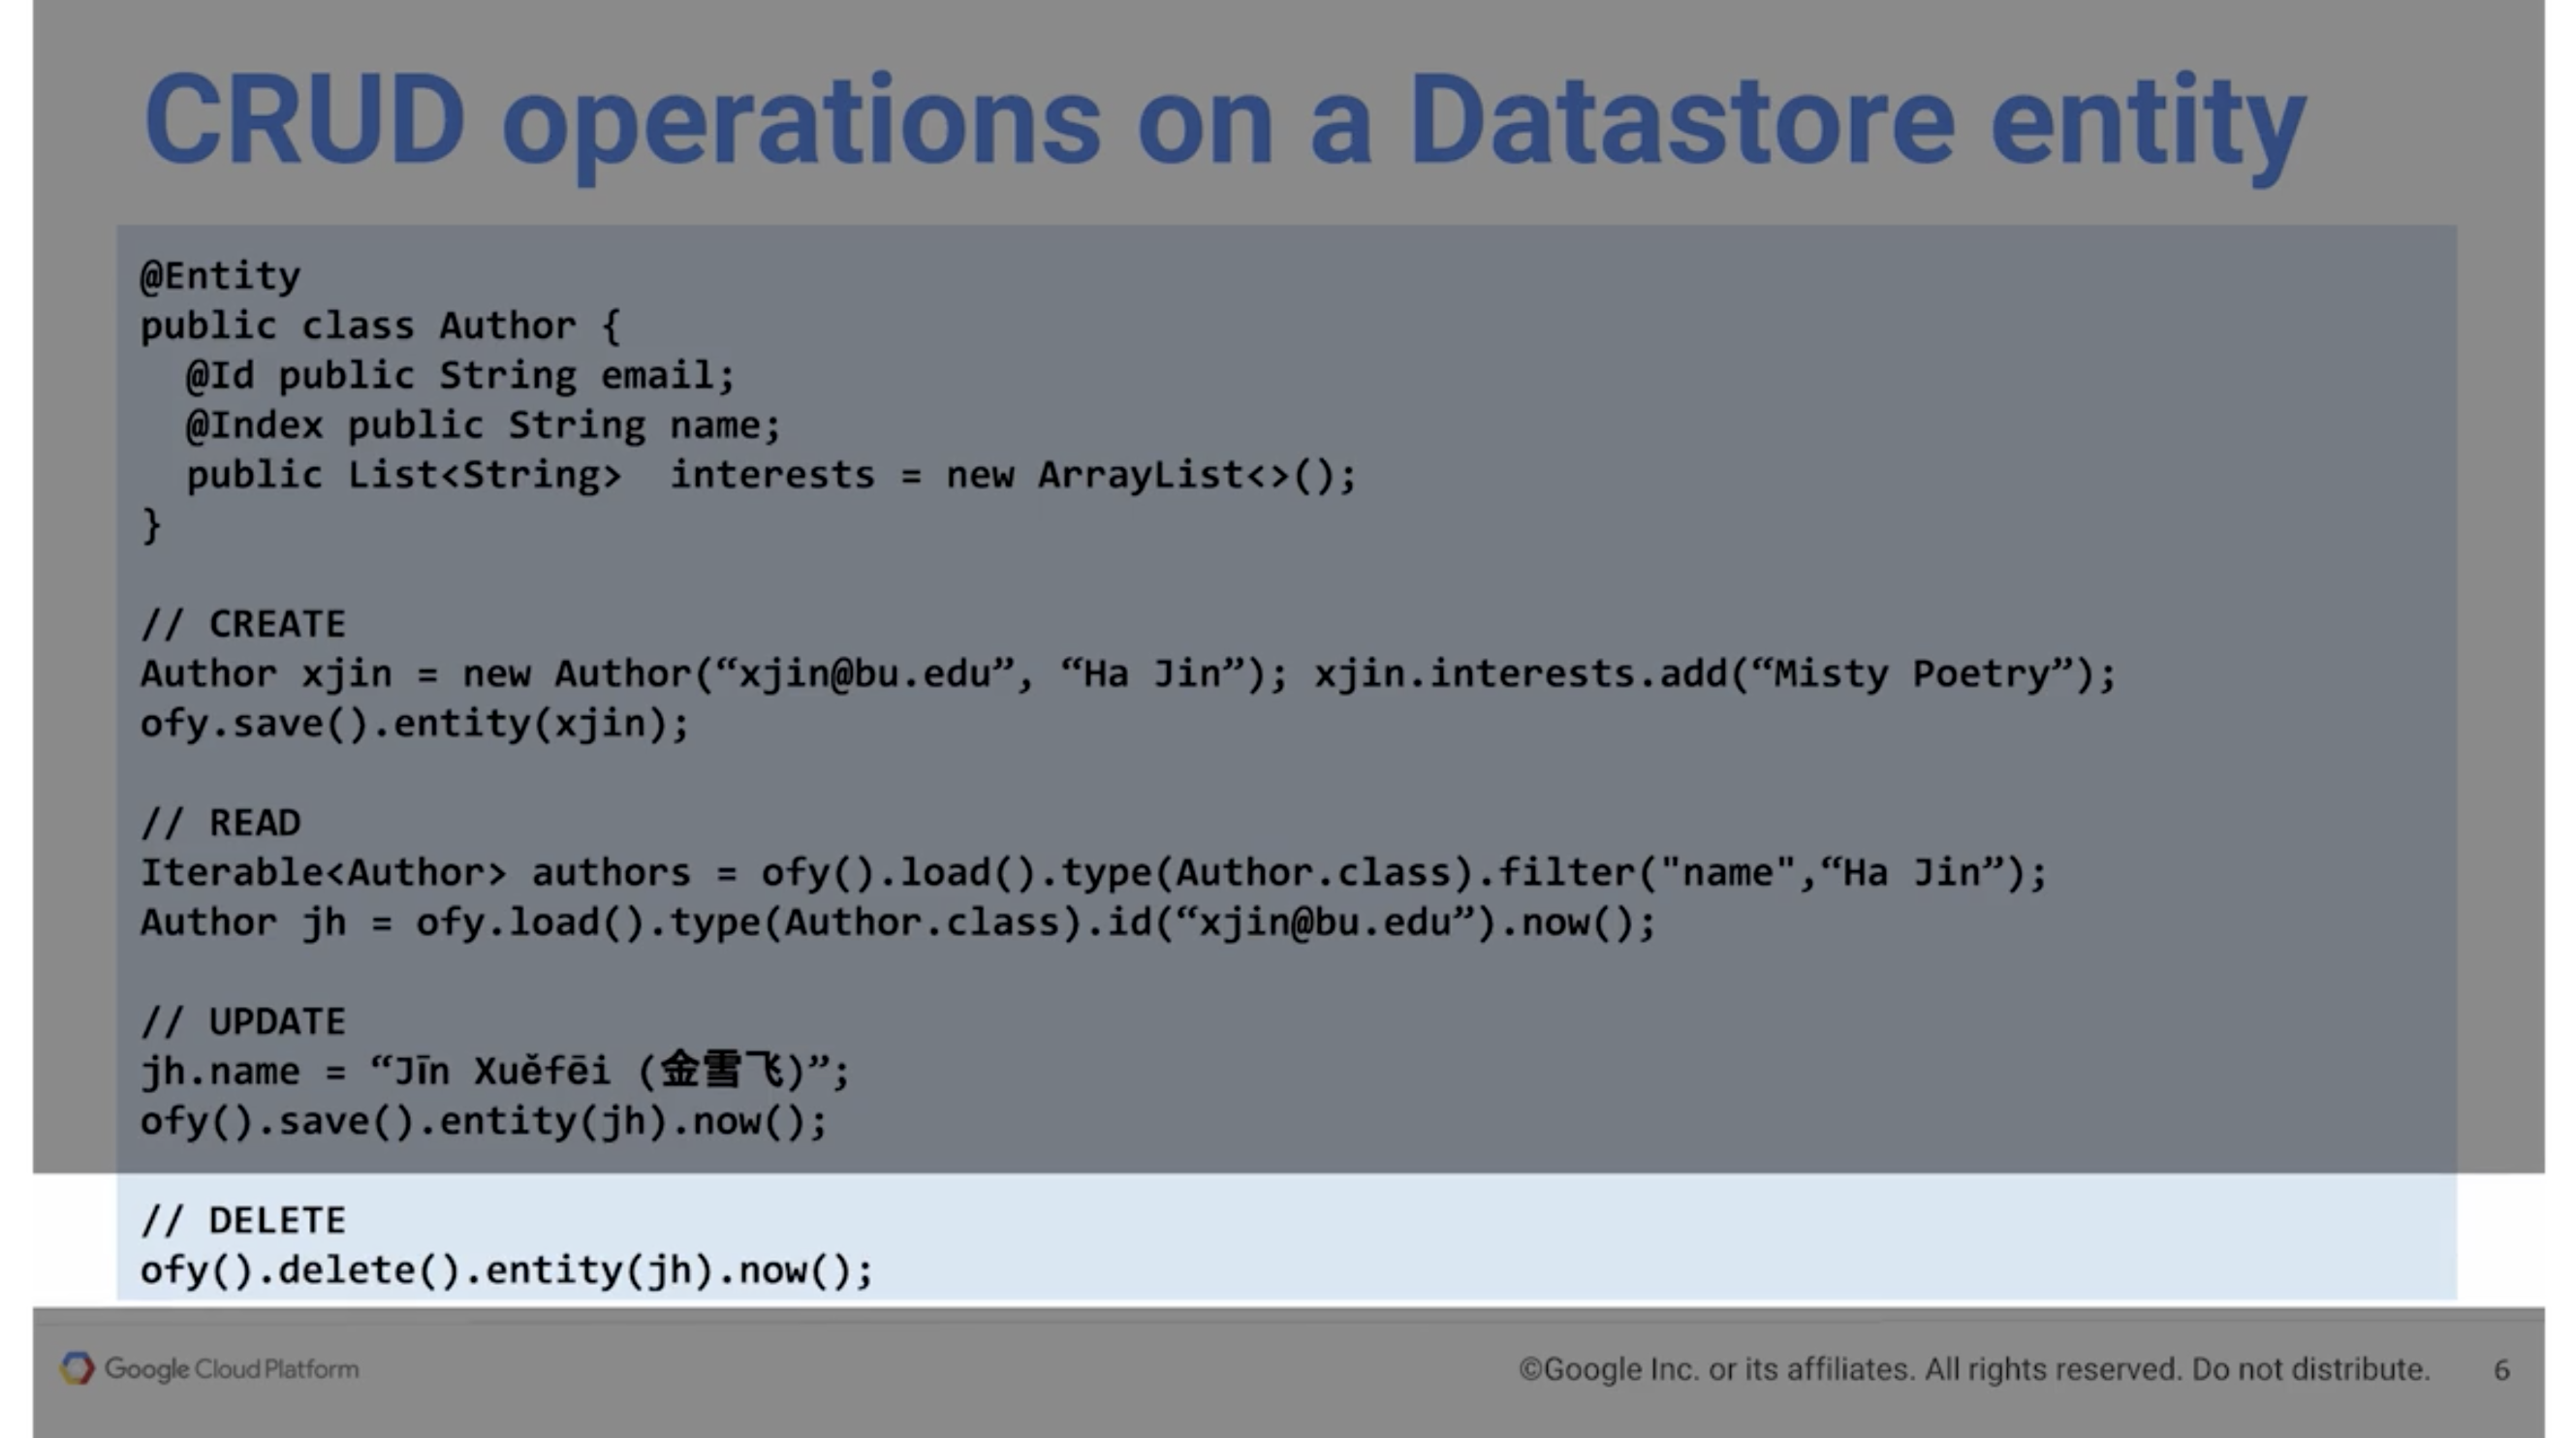 CRUD operations on a Datastore entity
@Entity
public class Author {
  @Id public String email;
  @Index public String name;
  public List<String>  interests = new ArrayList<>();
}
// CREATE
Author xjin = new Author(“xjin@bu.edu”, “Ha Jin”); xjin.interests.add(“Misty Poetry”);
ofy.save().entity(xjin);
// READ
Iterable<Author> authors = ofy().load().type(Author.class).filter("name",“Ha Jin”);
Author jh = ofy.load().type(Author.class).id(“xjin@bu.edu”).now();
// UPDATE
jh.name = “Jīn Xuěfēi (金雪飞)”;
ofy().save().entity(jh).now();
// DELETE
ofy().delete().entity(jh).now();
Google Cloud Platform
©Google Inc. or its affiliates. All rights reserved. Do not distribute. 6